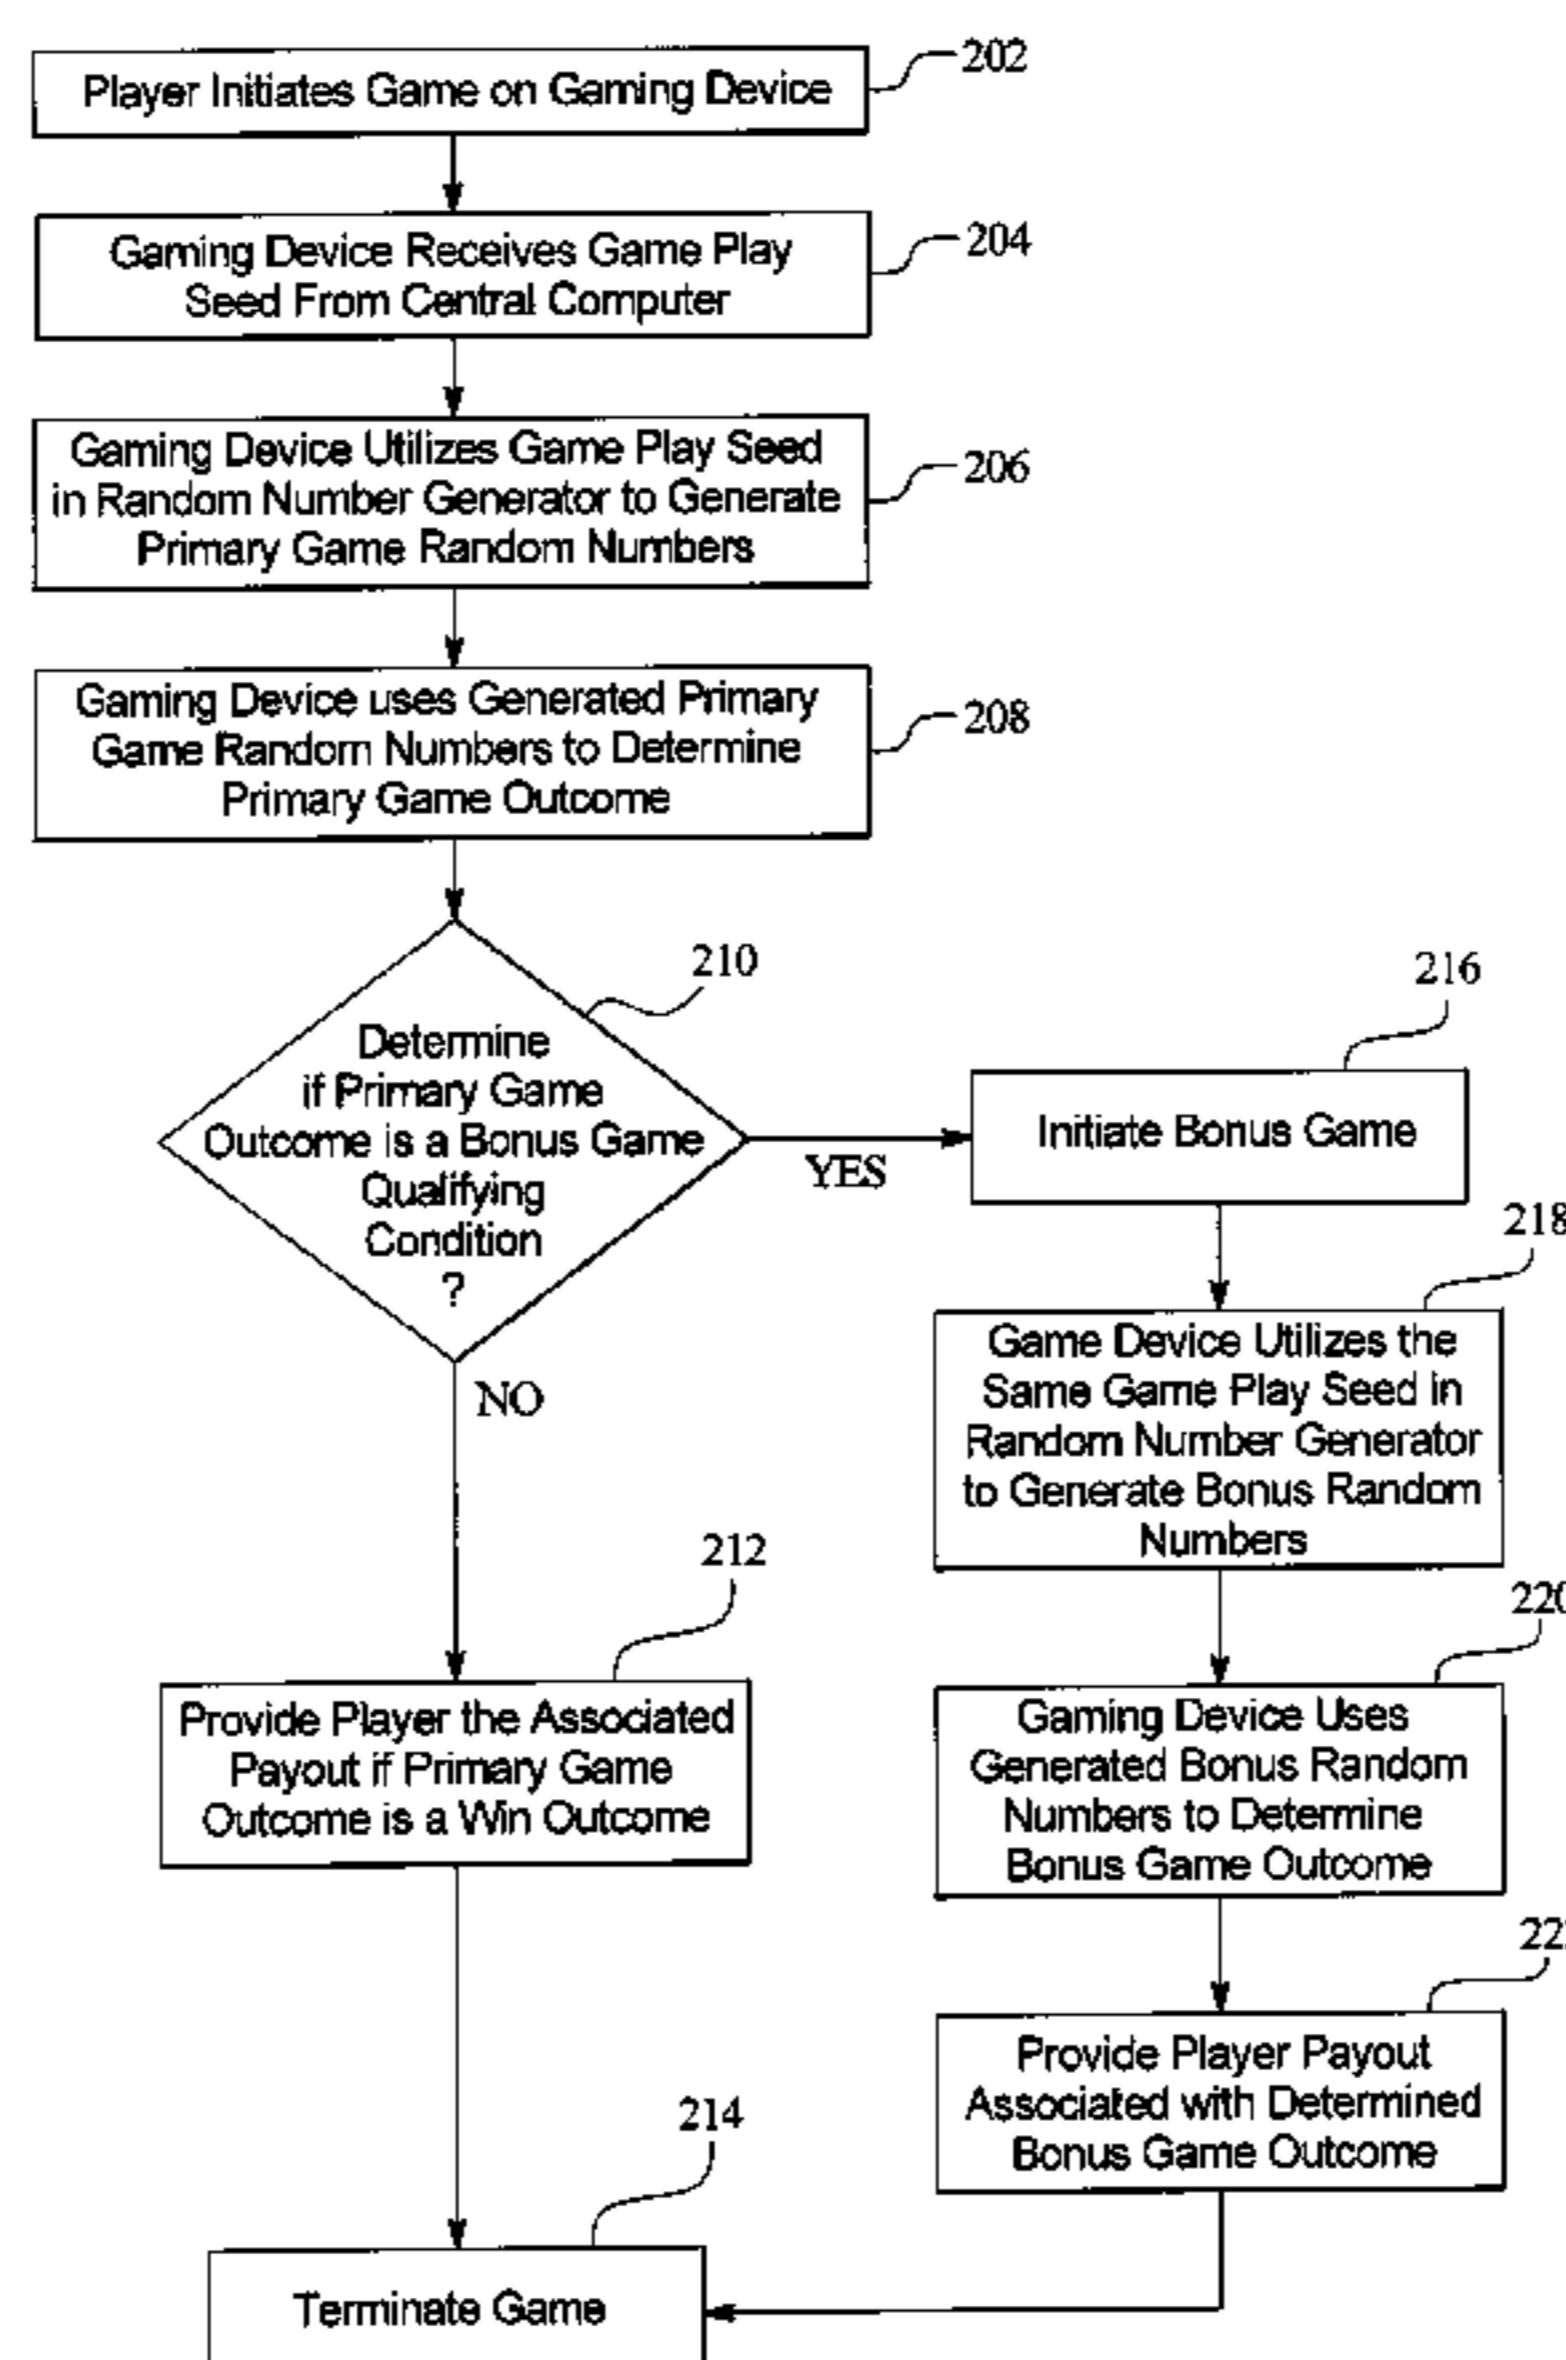 202
Player Initiates Game on Gaming Device
204
Gaming Device Receives Game Play
Seed From Central Computer
206
Gaming Device Utilizes Game Play Seed
in Random Number Generator to Generate
Primary Game Random Numbers
208
Gaming Device uses Generated Primary
Game Random Numbers to Determine
Primary Game Outcome
210
Determine
if Primary Game
Outcome is a Bonus Game
Qualifying
Condition
?
YES
NO
216
Initiate Bonus Game
218
Game Device Utilizes the
Same Game Play Seed in
Random Number Generator
to Generate Bonus Random
Numbers
212
Provide Player the Associated
Payout if Primary Game
Outcome is a Win Outcome
220
Gaming Device Uses
Generated Bonus Random
Numbers to Determine
Bonus Game Outcome
Provide Player Payout
Associated with Determined
Bonus Game Outcome
214
Terminate Game